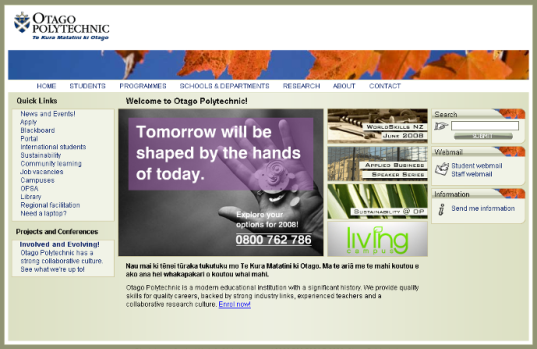 OTAGO
POLYTECHNIC
Te Kura Matatini ki Otago
HOME STUDENTS PROGRAMMES SCHOOLS & DEPARTMENTS RESEARCH ABOUT CONTACT
Quick Links
News and Events!
Apply
Blackboard
Portal
International students
Sustainability
Community learning
Job vacancies
Campuses
OPSA
Library
Regional facilitation
Need a laptop?
Projects and Conferences
Involved and Evolving!
Otago Polytechnic has a
strong collaborative culture.
See what we're up to!
Welcome to Otago Polytechnic!
Tomorrow will be
shaped by the hands
of today.
Explore your
options for 2008!
0800 762 786
WORLDSKILLS NZ
JUNE 2008
APPLIED BUSINESS
SPEAKER SERIES
SUSTAINABILITY @ OP
living
campus
Nau mai ki tēnei tūraka tukutuku mo Te Kura Matatini ki Otago. Ma te ariā me te mahi koutou e
ako ana hei whakapakari o koutou whai mahi.
Otago Polytechnic is a modern educational institution with a significant history. We provide quality
skills for quality careers, backed by strong industry links, experienced teachers and a
collaborative research culture. Enrol now!
Search
SUBMIT
Webmail
Student webmail
Staff webmail
Information
Send me information